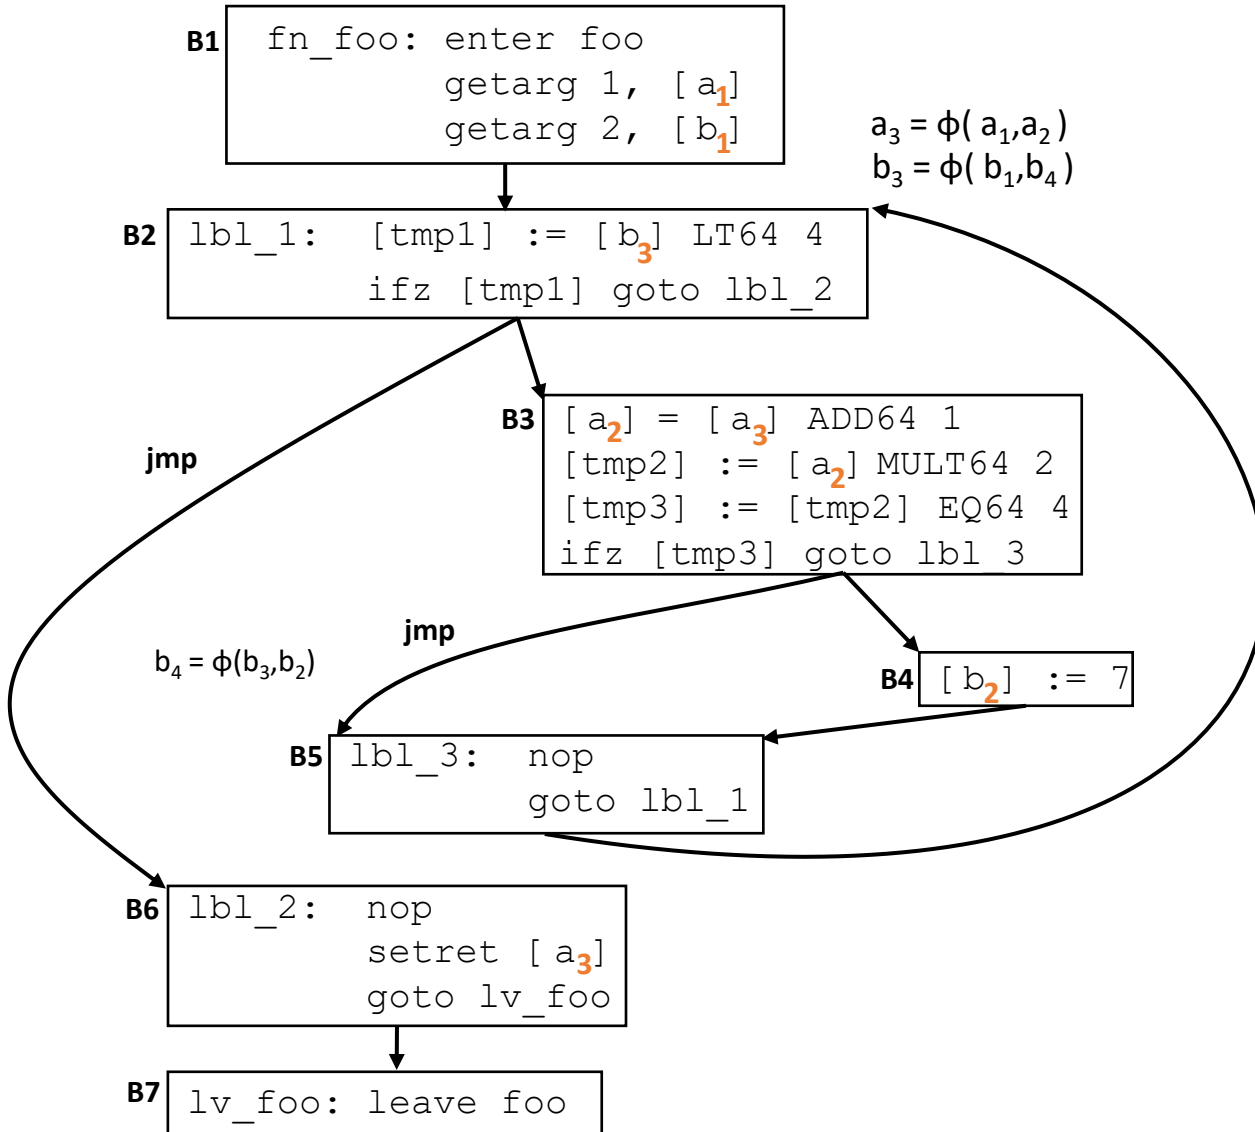 B1 fn_foo: enter foo
getarg 1, [a₁]
getarg 2, [b₁]
a₃ = ϕ( a₁,a₂)
b₃ = ϕ( b₁,b₄)
B2 lbl_1: [tmp1] := [b₃] LT64 4
ifz [tmp1] goto lbl_2
B3 [a₂] = [a₃] ADD64 1
[tmp2] := [a₂] MULT64 2
[tmp3] := [tmp2] EQ64 4
ifz [tmp3] goto lbl_3
jmp
jmp
b₄ = ϕ(b₃,b₂)
B4 [b₂] := 7
B5 lbl_3: nop
goto lbl_1
B6 lbl_2: nop
setret [a₃]
goto lv_foo
B7 lv_foo: leave foo